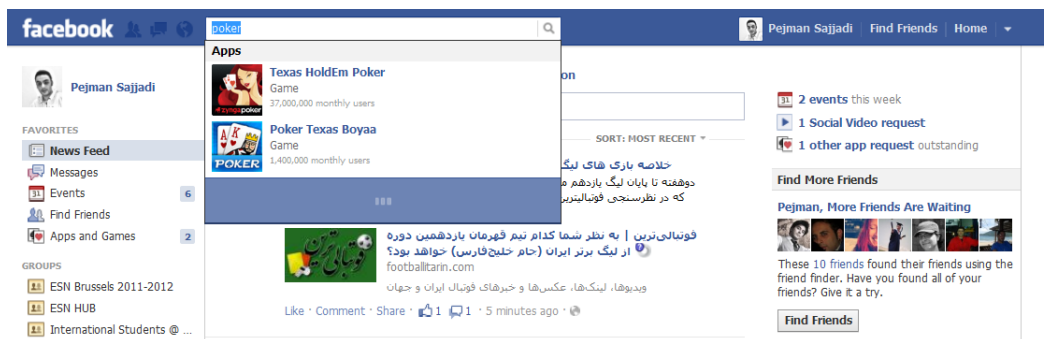 facebook
poker
Pejman Sajjadi
Find Friends
Home
Apps
Texas HoldEm Poker
Game
37,000,000 monthly users
zynga poker
Poker Texas Boyaa
Game
1,400,000 monthly users
POKER
Pejman Sajjadi
FAVORITES
News Feed
Messages
Events 6
Find Friends
Apps and Games 2
GROUPS
ESN Brussels 2011-2012
ESN HUB
International Students @ ...
on
SORT: MOST RECENT
خلاصه بازی های لیگ
دوهفته تا پایان لیگ یازدهم م
که در نظرسنجی فوتبالیترین
فوتبالی‌ترین | به نظر شما کدام تیم قهرمان یازدهمین دوره
از لیگ برتر ایران (جام خلیج‌فارس) خواهد بود؟
footballitarin.com
ویدیوها، لینک‌ها، عکس‌ها و خبرهای فوتبال ایران و جهان
Like · Comment · Share · 1 1 · 5 minutes ago ·
31 2 events this week
1 Social Video request
1 other app request outstanding
Find More Friends
Pejman, More Friends Are Waiting
These 10 friends found their friends using the
friend finder. Have you found all of your
friends? Give it a try.
Find Friends